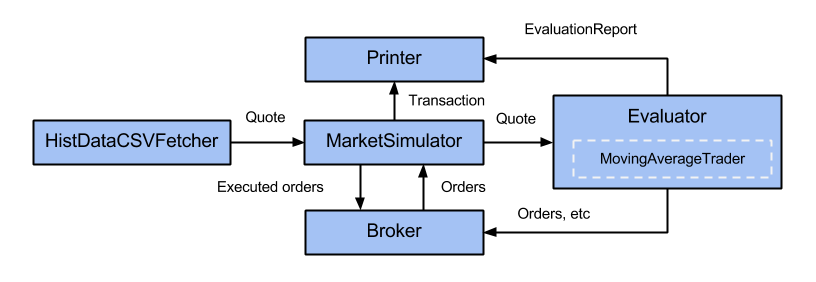 EvaluationReport
Printer
Transaction
Quote
Quote
Evaluator
HistDataCSVFetcher
MarketSimulator
MovingAverageTrader
Executed orders
Orders
Orders, etc
Broker